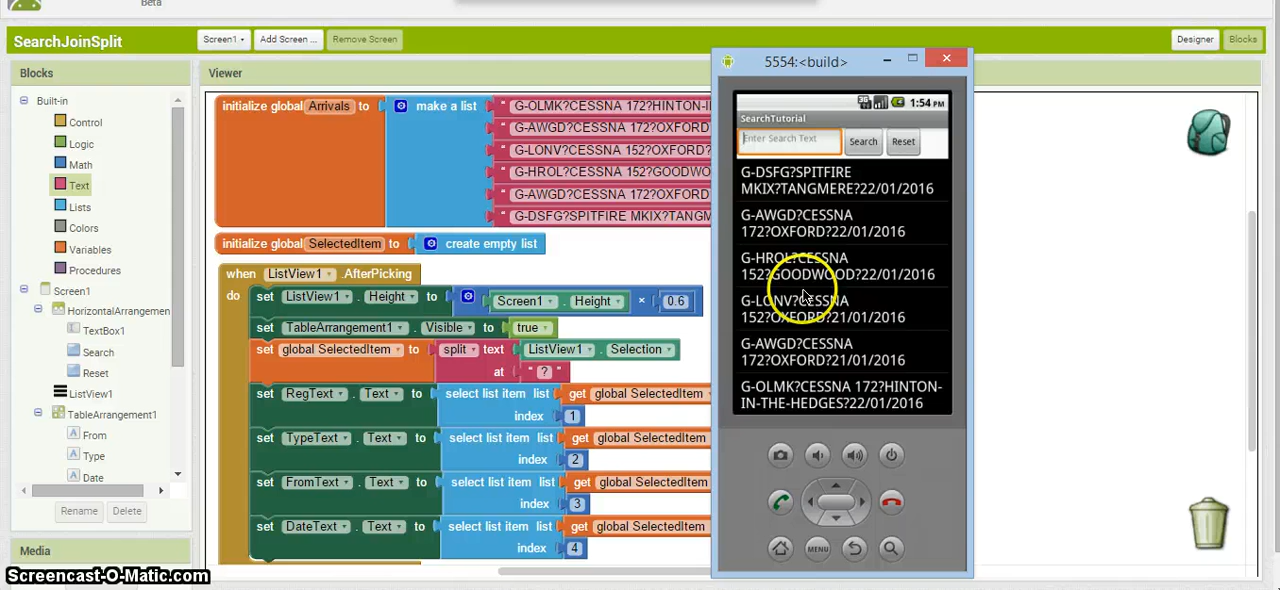 Beta
SearchJoinSplit
Screen1
Add Screen ...
Remove Screen
Designer
Blocks
Blocks
Viewer
Built-in
Control
Logic
Math
Text
Lists
Colors
Variables
Procedures
Screen1
HorizontalArrangemen
TextBox1
Search
Reset
ListView1
TableArrangement1
From
Type
Date
Rename
Delete
Media
initialize global Arrivals to make a list " G-OLMK?CESSNA 172?HINTON-I
" G-AWGD?CESSNA 172?OXFORD
" G-LONV?CESSNA 152?OXFORD?
" G-HROL?CESSNA 152?GOODWO
" G-AWGD?CESSNA 172?OXFORD
" G-DSFG?SPITFIRE MKIX?TANGM
initialize global SelectedItem to create empty list
when ListView1 .AfterPicking
do set ListView1 . Height to Screen1 . Height × 0.6
set TableArrangement1 . Visible to true
set global SelectedItem to split text ListView1 . Selection
at " ? "
set RegText . Text to select list item list get global SelectedItem
index 1
set TypeText . Text to select list item list get global SelectedItem
index 2
set FromText . Text to select list item list get global SelectedItem
index 3
set DateText . Text to select list item list get global SelectedItem
index 4
5554:<build>
3G 1:54 PM
SearchTutorial
Enter Search Text
Search
Reset
G-DSFG?SPITFIRE
MKIX?TANGMERE?22/01/2016
G-AWGD?CESSNA
172?OXFORD?22/01/2016
G-HROL?CESSNA
152?GOODWOOD?22/01/2016
G-LONV?CESSNA
152?OXFORD?21/01/2016
G-AWGD?CESSNA
172?OXFORD?21/01/2016
G-OLMK?CESSNA 172?HINTON-
IN-THE-HEDGES?22/01/2016
MENU
Screencast-O-Matic.com